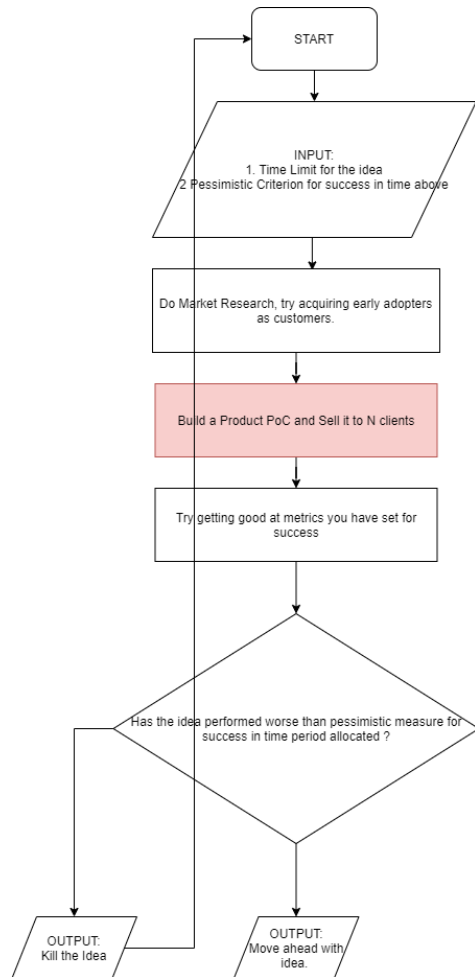 START
INPUT:
1. Time Limit for the idea
2 Pessimistic Criterion for success in time above
Do Market Research, try acquiring early adopters
as customers.
Build a Product PoC and Sell it to N clients
Try getting good at metrics you have set for
success
Has the idea performed worse than pessimistic measure for
success in time period allocated ?
OUTPUT:
Kill the Idea
OUTPUT:
Move ahead with
idea.